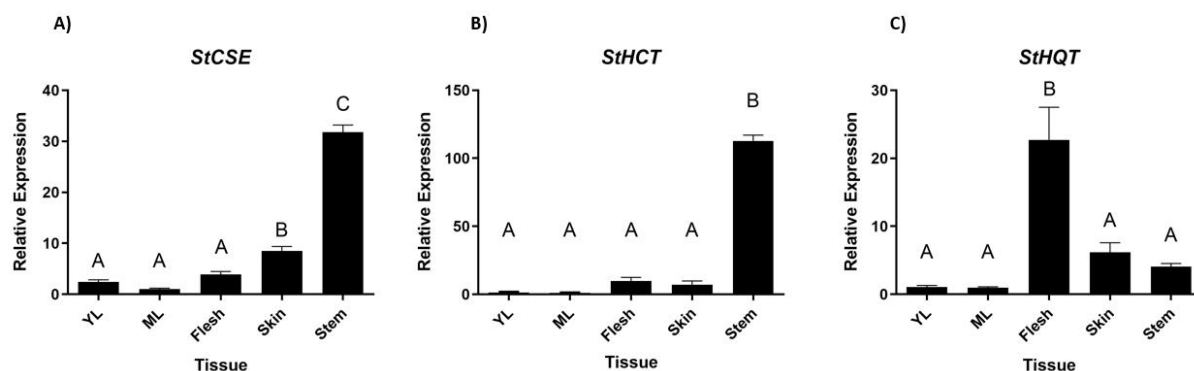 A)
StCSE
Relative Expression
40
30
20
10
0
A
A
A
B
C
YL
ML
Flesh
Skin
Stem
Tissue
B)
StHCT
Relative Expression
150
100
50
0
A
A
A
A
B
YL
ML
Flesh
Skin
Stem
Tissue
C)
StHQT
Relative Expression
30
20
10
0
A
A
B
A
A
YL
ML
Flesh
Skin
Stem
Tissue